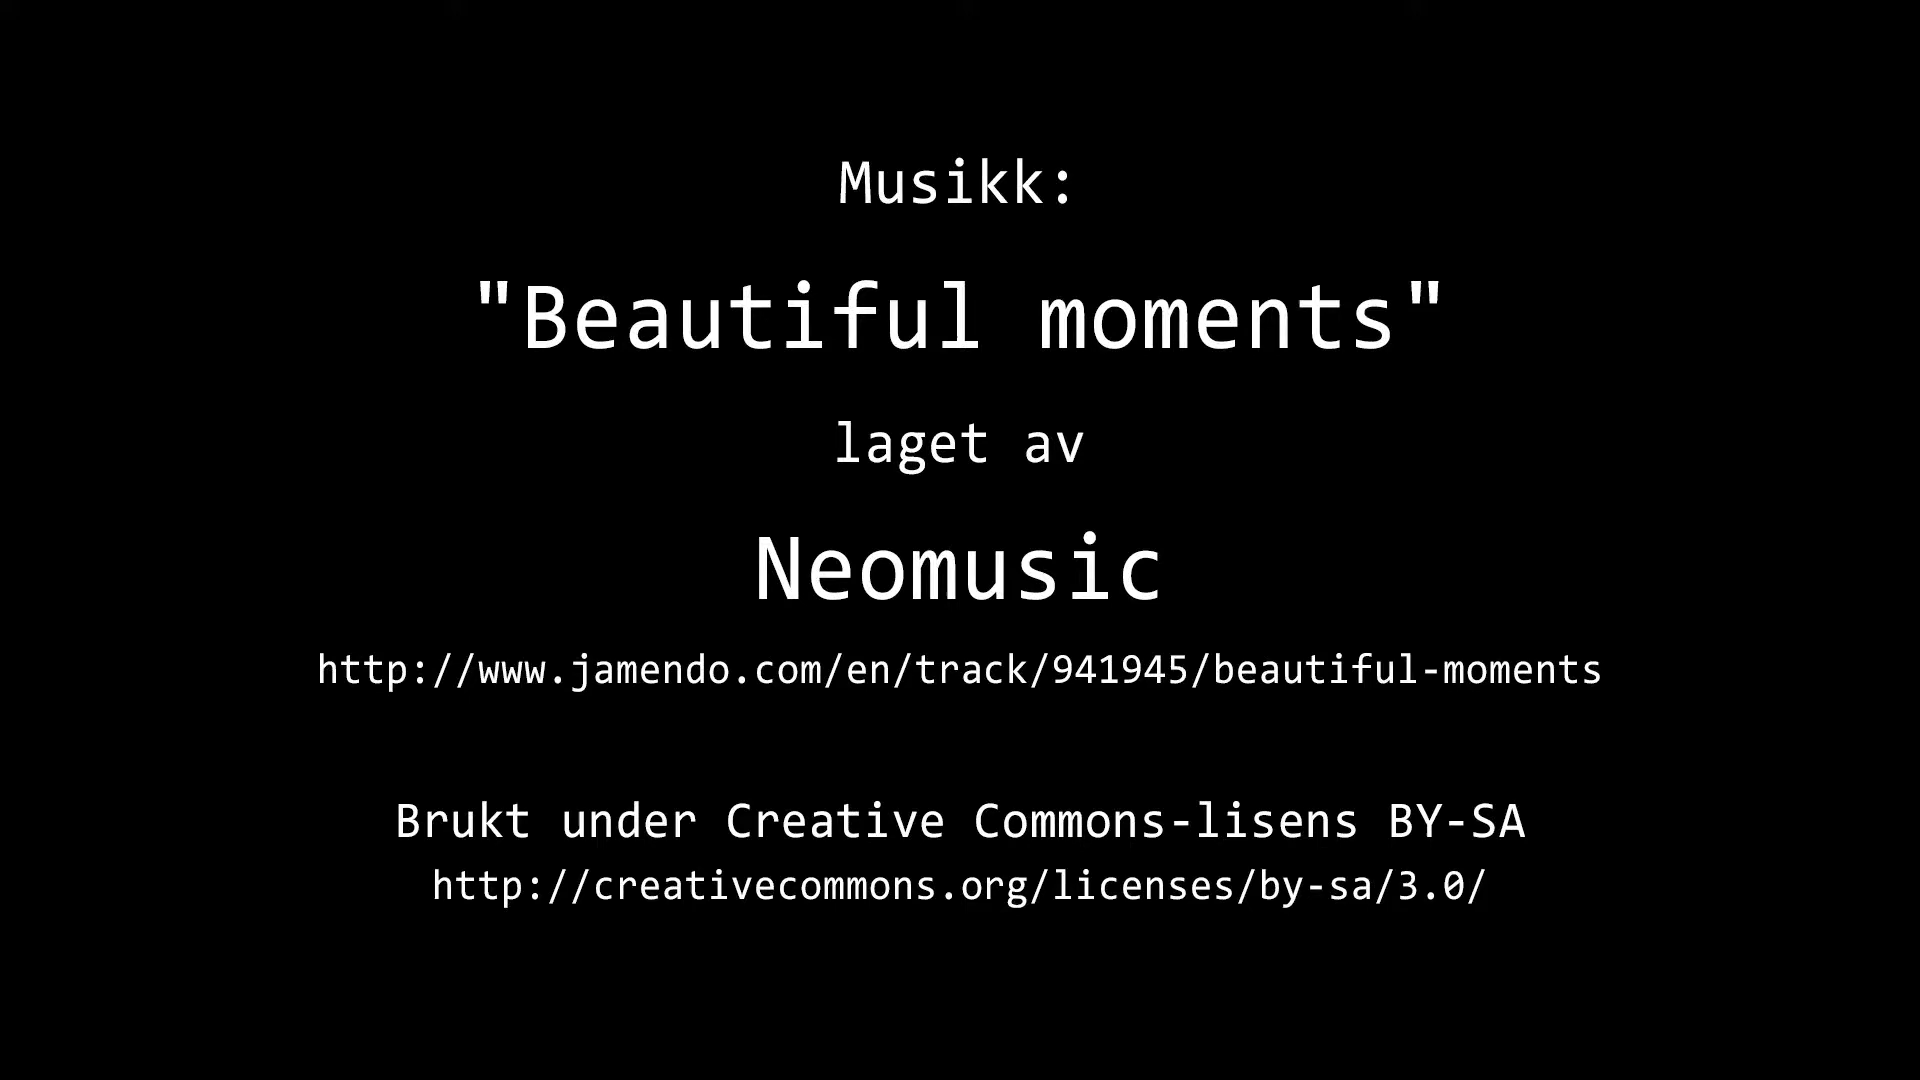 Musikk:
"Beautiful moments"
laget av
Neomusic
http://www.jamendo.com/en/track/941945/beautiful-moments
Brukt under Creative Commons-lisens BY-SA
http://creativecommons.org/licenses/by-sa/3.0/